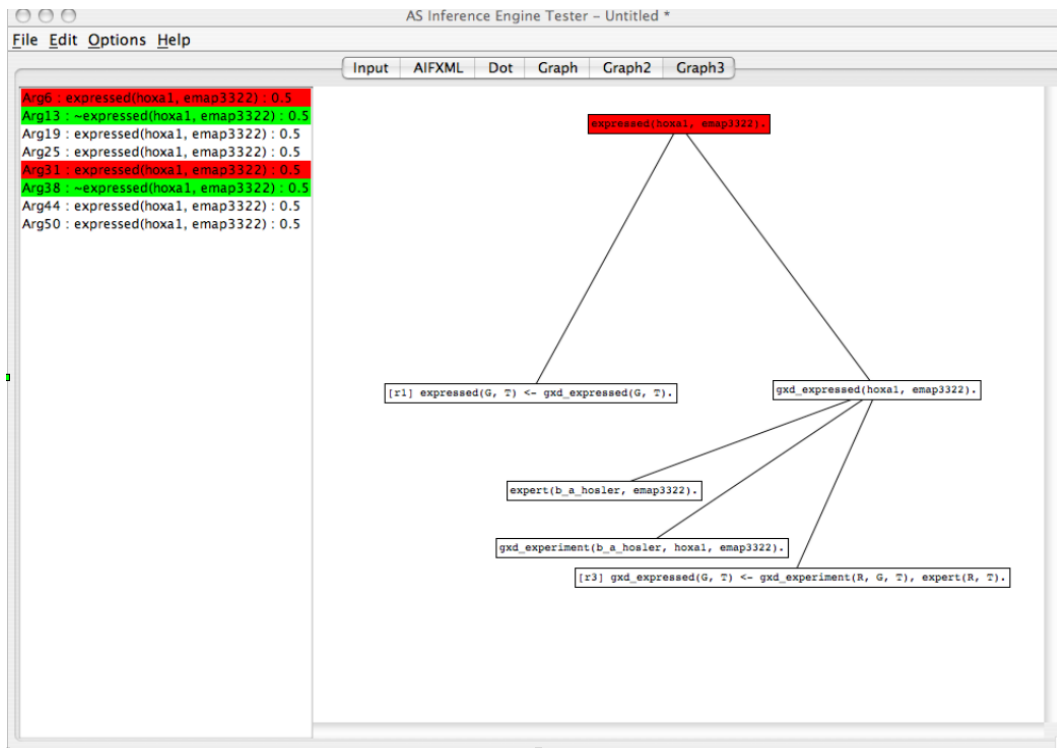 AS Inference Engine Tester – Untitled *
File Edit Options Help
Input AIFXML Dot Graph Graph2 Graph3
Arg6 : expressed(hoxa1, emap3322) : 0.5
Arg13 : ~expressed(hoxa1, emap3322) : 0.5
Arg19 : expressed(hoxa1, emap3322) : 0.5
Arg25 : expressed(hoxa1, emap3322) : 0.5
Arg31 : expressed(hoxa1, emap3322) : 0.5
Arg38 : ~expressed(hoxa1, emap3322) : 0.5
Arg44 : expressed(hoxa1, emap3322) : 0.5
Arg50 : expressed(hoxa1, emap3322) : 0.5
expressed(hoxa1, emap3322).
[r1] expressed(G, T) <- gxd_expressed(G, T).
gxd_expressed(hoxa1, emap3322).
expert(b_a_hosler, emap3322).
gxd_experiment(b_a_hosler, hoxa1, emap3322).
[r3] gxd_expressed(G, T) <- gxd_experiment(R, G, T), expert(R, T).